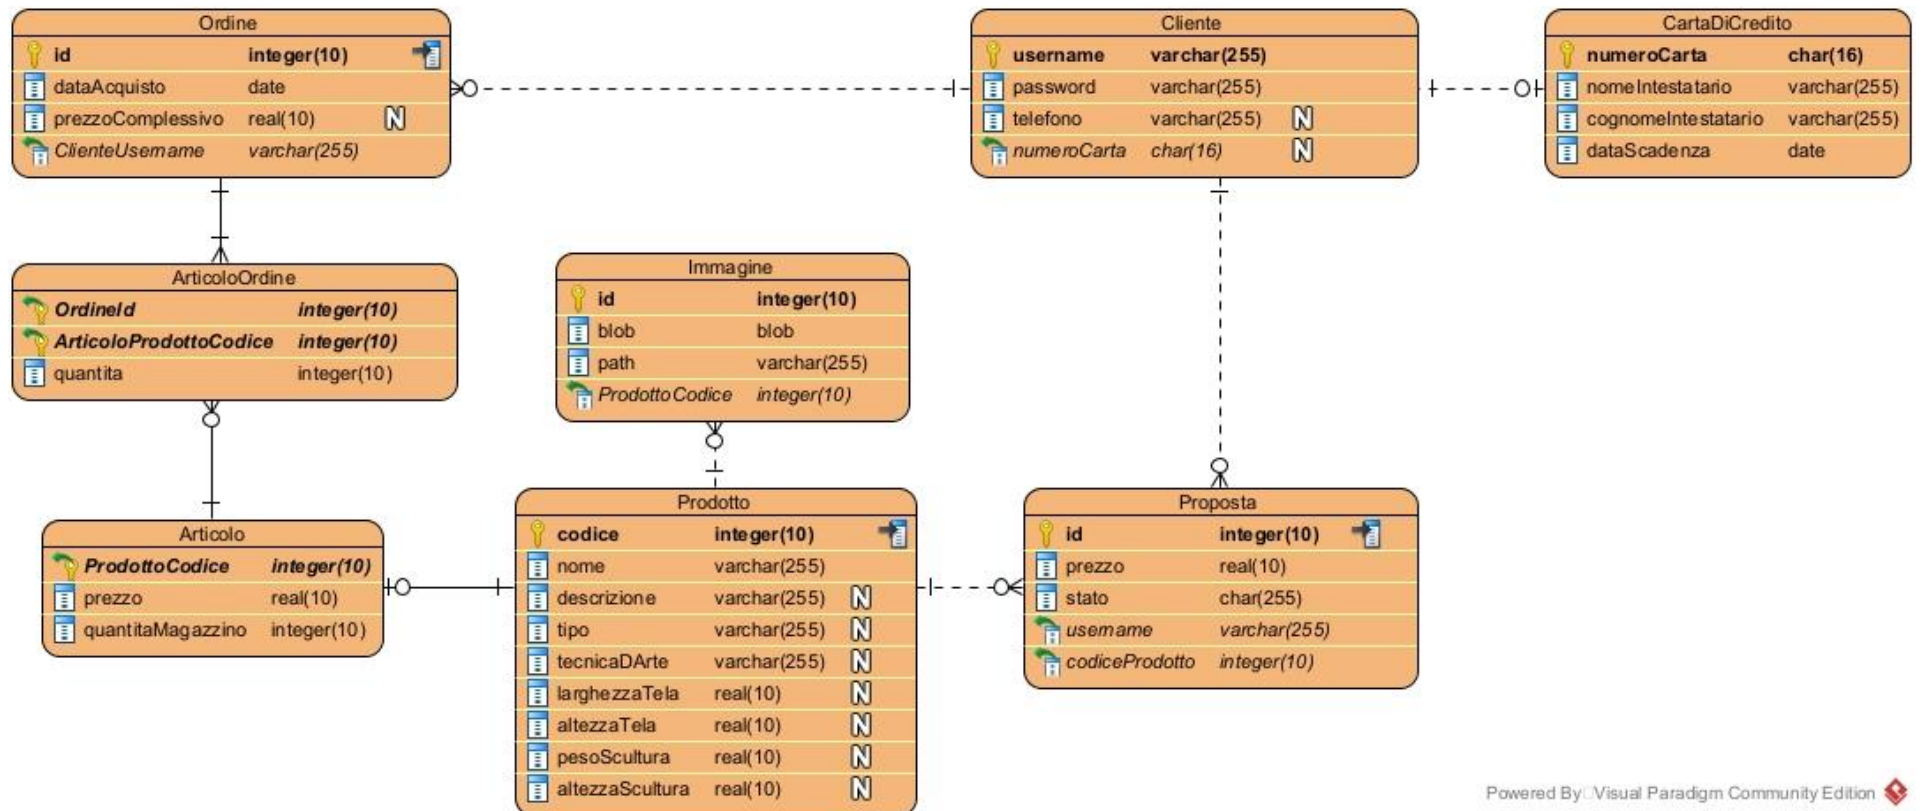 Ordine
id integer(10)
dataAcquisto date
prezzoComplessivo real(10) N
ClienteUsername varchar(255)
Cliente
username varchar(255)
password varchar(255)
telefono varchar(255) N
numeroCarta char(16) N
CartaDiCredito
numeroCarta char(16)
nomeIntestatario varchar(255)
cognomeIntestatario varchar(255)
dataScadenza date
ArticoloOrdine
OrdineId integer(10)
ArticoloProdottoCodice integer(10)
quantita integer(10)
Immagine
id integer(10)
blob blob
path varchar(255)
ProdottoCodice integer(10)
Articolo
ProdottoCodice integer(10)
prezzo real(10)
quantitaMagazzino integer(10)
Prodotto
codice integer(10)
nome varchar(255)
descrizione varchar(255) N
tipo varchar(255) N
tecnicaDArte varchar(255) N
larghezzaTela real(10) N
altezzaTela real(10) N
pesoScultura real(10) N
altezzaScultura real(10) N
Proposta
id integer(10)
prezzo real(10)
stato char(255)
username varchar(255)
codiceProdotto integer(10)
Powered By Visual Paradigm Community Edition